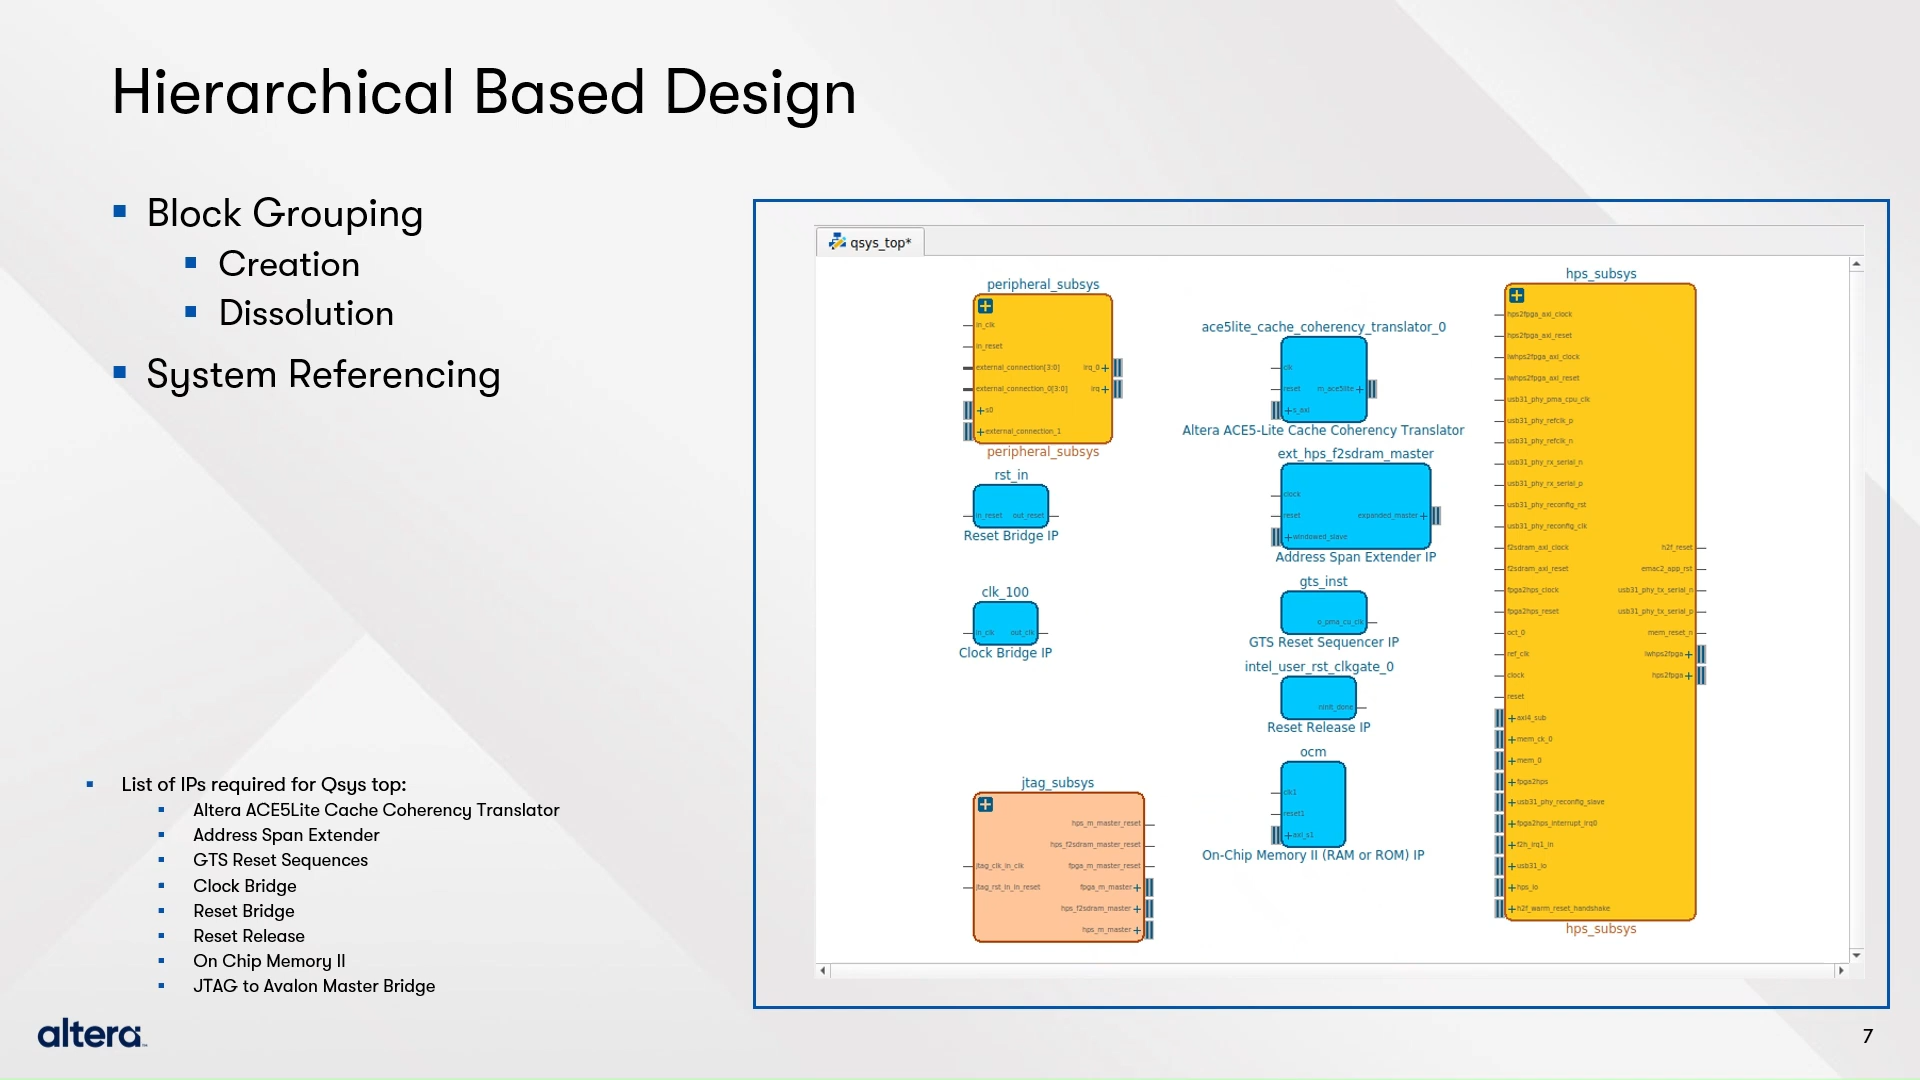 Hierarchical Based Design
Block Grouping
Creation
Dissolution
System Referencing
List of IPs required for Qsys top:
Altera ACE5Lite Cache Coherency Translator
Address Span Extender
GTS Reset Sequences
Clock Bridge
Reset Bridge
Reset Release
On Chip Memory II
JTAG to Avalon Master Bridge
qsys_top*
peripheral_subsys
in_clk
in_reset
external_connection[3:0] irq_0
external_connection_0[3:0] irq
s0
external_connection_1
peripheral_subsys
rst_in
in_reset out_reset
Reset Bridge IP
clk_100
in_clk out_clk
Clock Bridge IP
jtag_subsys
hps_m_master_reset
hps_f2sdram_master_reset
jtag_clk_in_clk fpga_m_master_reset
jtag_rst_in_in_reset fpga_m_master
hps_f2sdram_master
hps_m_master
ace5lite_cache_coherency_translator_0
clk
reset m_ace5lite
s_axi
Altera ACE5-Lite Cache Coherency Translator
ext_hps_f2sdram_master
clock
reset expanded_master
windowed_slave
Address Span Extender IP
gts_inst
o_pma_cu_clk
GTS Reset Sequencer IP
intel_user_rst_clkgate_0
ninit_done
Reset Release IP
ocm
clk1
reset1
axi_s1
On-Chip Memory II (RAM or ROM) IP
hps_subsys
hps2fpga_axi_clock
hps2fpga_axi_reset
lwhps2fpga_axi_clock
lwhps2fpga_axi_reset
usb31_phy_pma_cpu_clk
usb31_phy_refclk_p
usb31_phy_refclk_n
usb31_phy_rx_serial_n
usb31_phy_rx_serial_p
usb31_phy_reconfig_rst
usb31_phy_reconfig_clk
f2sdram_axi_clock h2f_reset
f2sdram_axi_reset emac2_app_rst
fpga2hps_clock usb31_phy_tx_serial_n
fpga2hps_reset usb31_phy_tx_serial_p
oct_0 mem_reset_n
ref_clk lwhps2fpga
clock hps2fpga
reset
axi4_sub
mem_ck_0
mem_0
fpga2hps
usb31_phy_reconfig_slave
fpga2hps_interrupt_irq0
f2h_irq1_in
usb31_io
hps_io
h2f_warm_reset_handshake
hps_subsys
altera
7